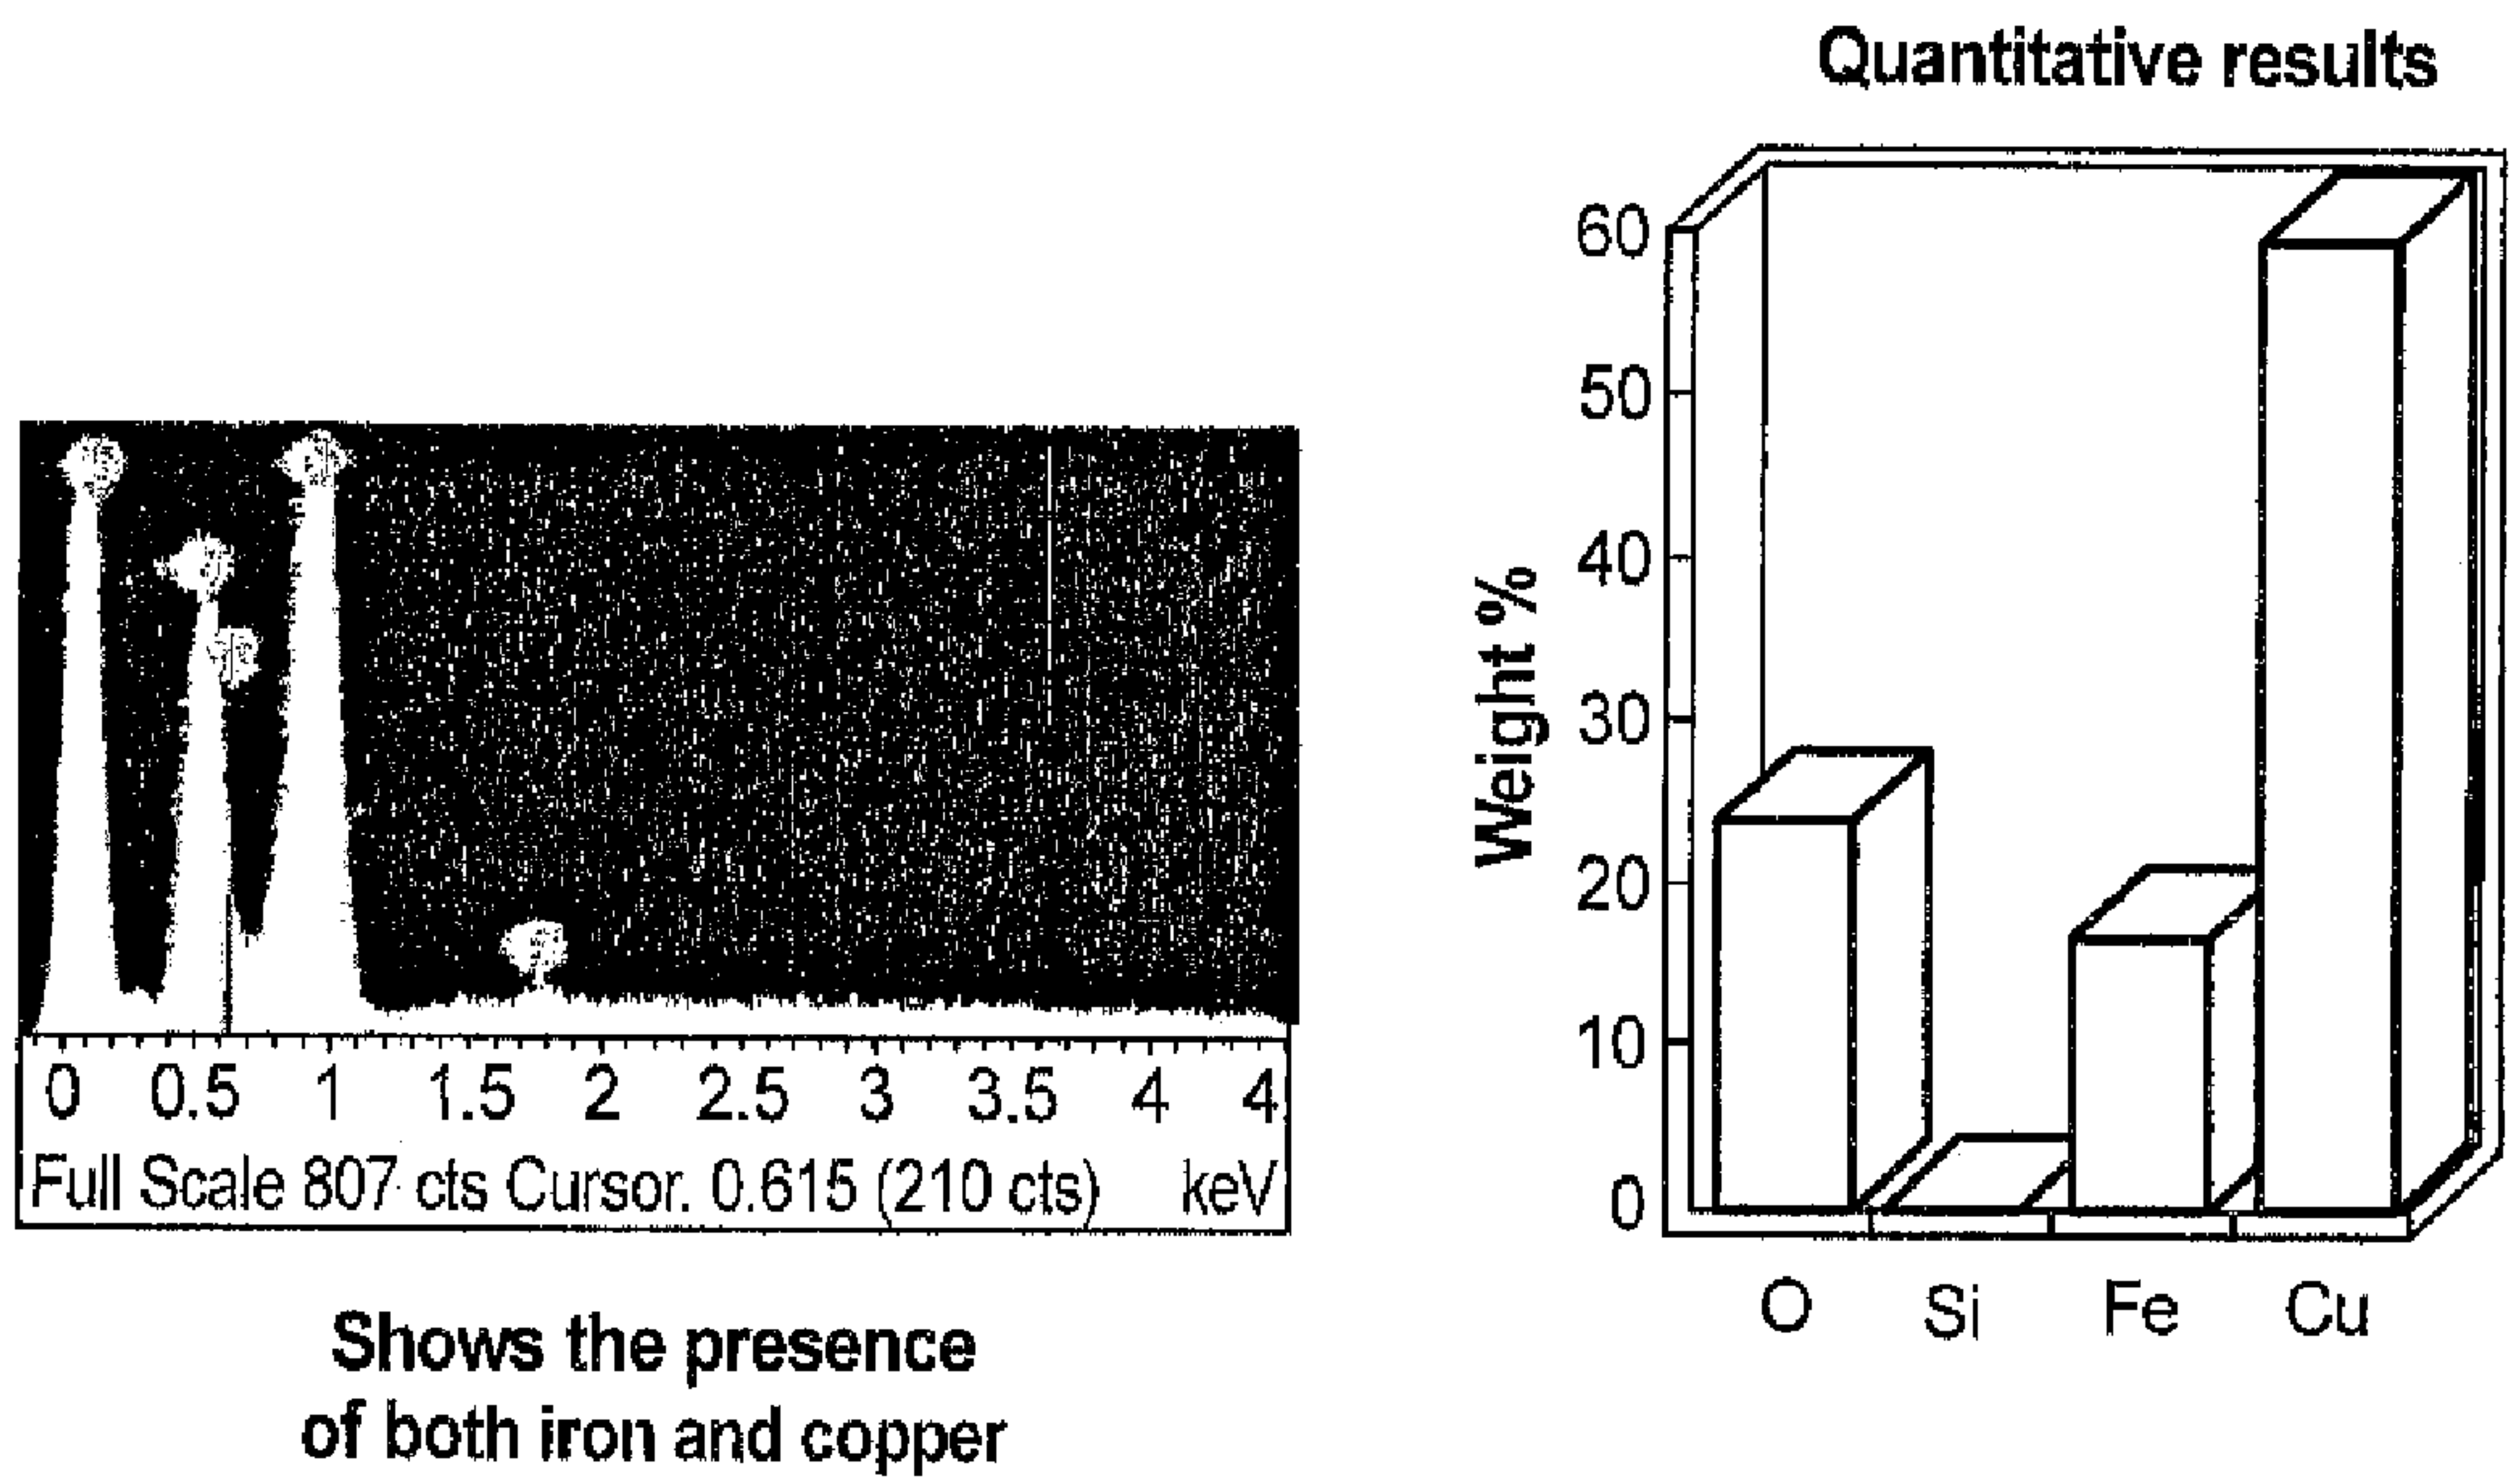 Quantitative results
60
50
40
30
20
10
0
Weight %
O Si Fe Cu
0 0.5 1 1.5 2 2.5 3 3.5 4 4
Full Scale 807 cts Cursor. 0.615 (210 cts) keV
Shows the presence
of both iron and copper